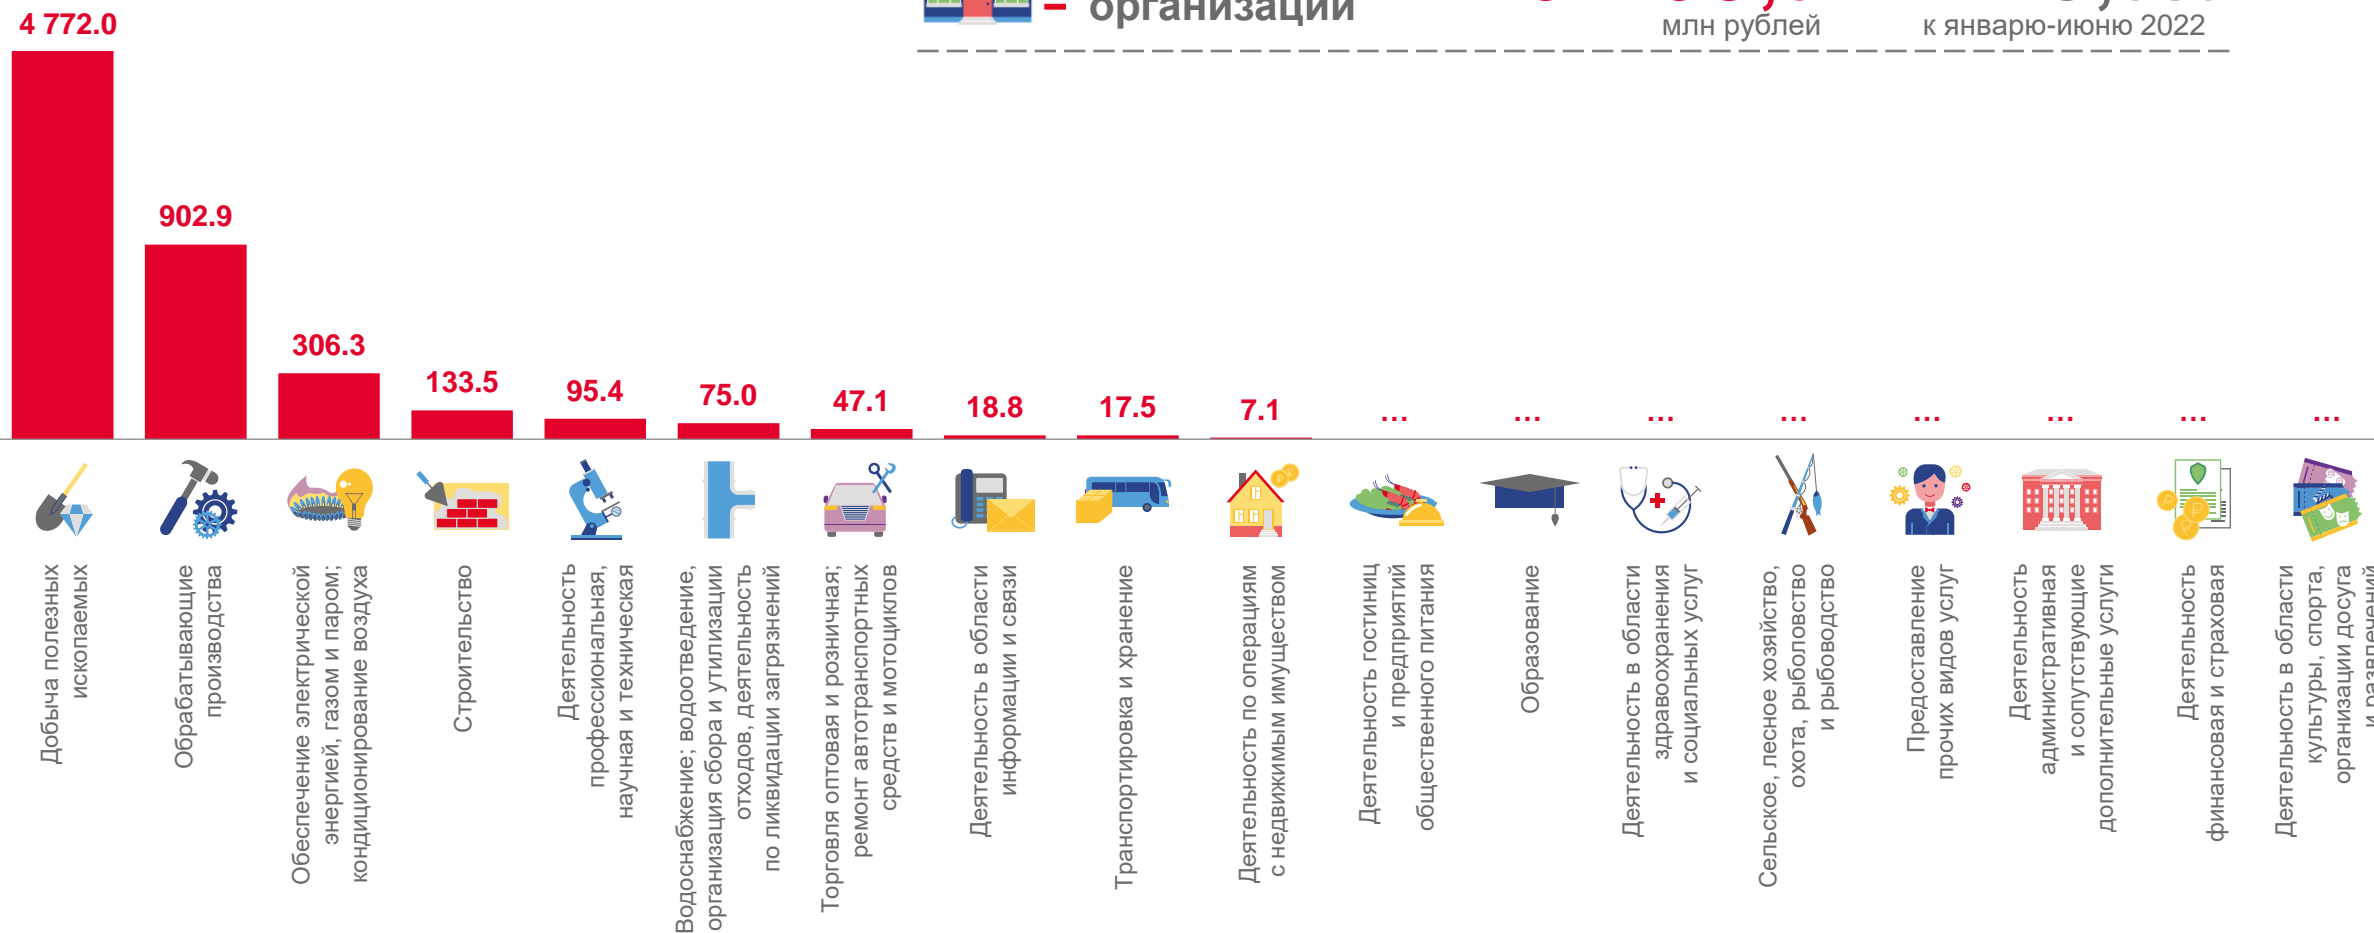 организации
млн рублей
к январю-июню 2022
4 772.0
902.9
306.3
133.5
95.4
75.0
47.1
18.8
17.5
7.1
...
...
...
...
...
...
...
...
Добыча полезных
ископаемых
Обрабатывающие
производства
Обеспечение электрической
энергией, газом и паром;
кондиционирование воздуха
Строительство
Деятельность
профессиональная,
научная и техническая
Водоснабжение; водоотведение,
организация сбора и утилизации
отходов, деятельность
по ликвидации загрязнений
Торговля оптовая и розничная;
ремонт автотранспортных
средств и мотоциклов
Деятельность в области
информации и связи
Транспортировка и хранение
Деятельность по операциям
с недвижимым имуществом
Деятельность гостиниц
и предприятий
общественного питания
Образование
Деятельность в области
здравоохранения
и социальных услуг
Сельское, лесное хозяйство,
охота, рыболовство
и рыбоводство
Предоставление
прочих видов услуг
Деятельность
административная
и сопутствующие
дополнительные услуги
Деятельность
финансовая и страховая
Деятельность в области
культуры, спорта,
организации досуга
и развлечений